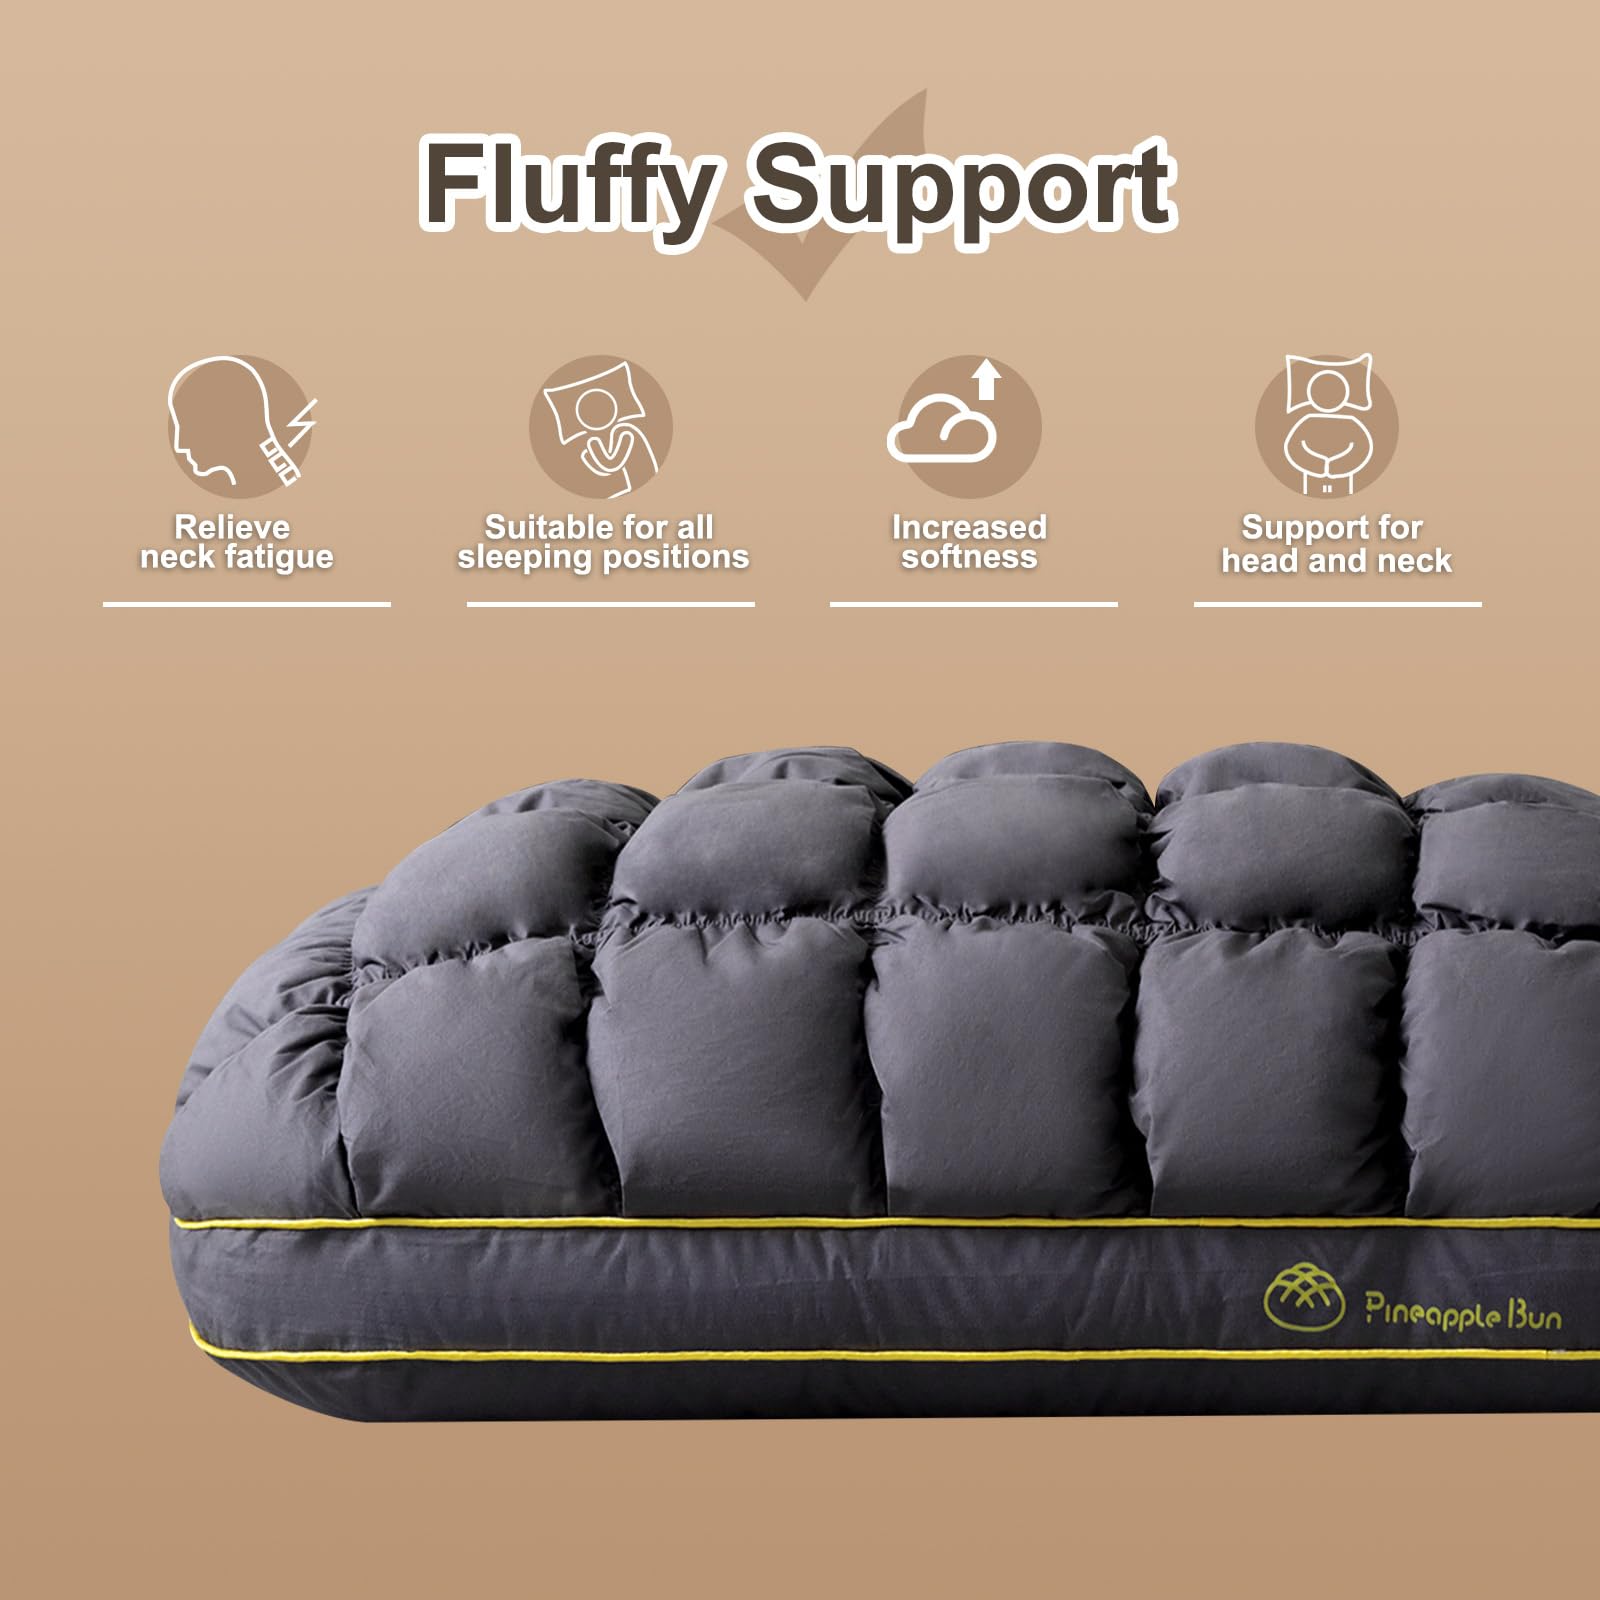 Fluffy Support
Relieve
neck fatigue
Suitable for all
sleeping positions
Increased
softness
Support for
head and neck
Pineapple Bun